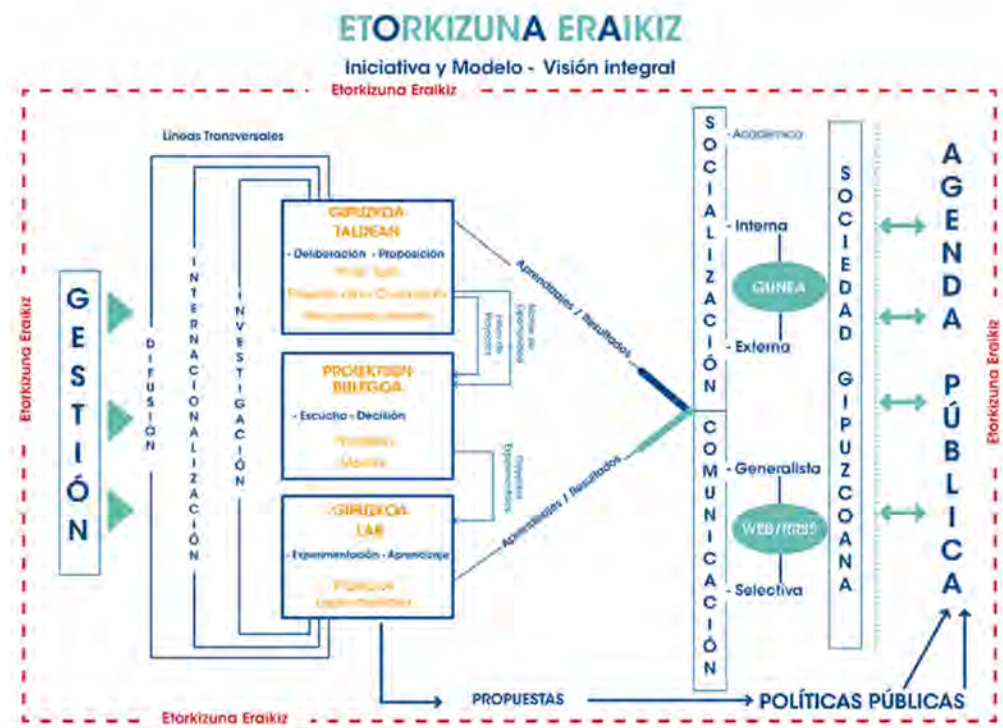 ETORKIZUNA ERAIKIZ
Iniciativa y Modelo - Visión integral
Etorkizuna Eraikiz
Líneas Transversales
GESTIÓN
DIFUSIÓN
INTERNACIONALIZACIÓN
INVESTIGACIÓN
GIPUZKOA
TALDEAN
- Deliberación - Proposición
PROIEKTUEN
BULEGOA
- Escucha - Decisión
GIPUZKOA
LAB
- Experimentación - Aprendizaje
Aprendizajes / Resultados
Aprendizajes / Resultados
SOCIALIZACIÓN
COMUNICACIÓN
- Académica
- Interna
GUNEA
- Externa
- Generalista
WEB/RRSS
- Selectiva
SOCIEDAD GIPUZCOANA
AGENDA PÚBLICA
PROPUESTAS
POLÍTICAS PÚBLICAS
Etorkizuna Eraikiz
Etorkizuna Eraikiz
Etorkizuna Eraikiz